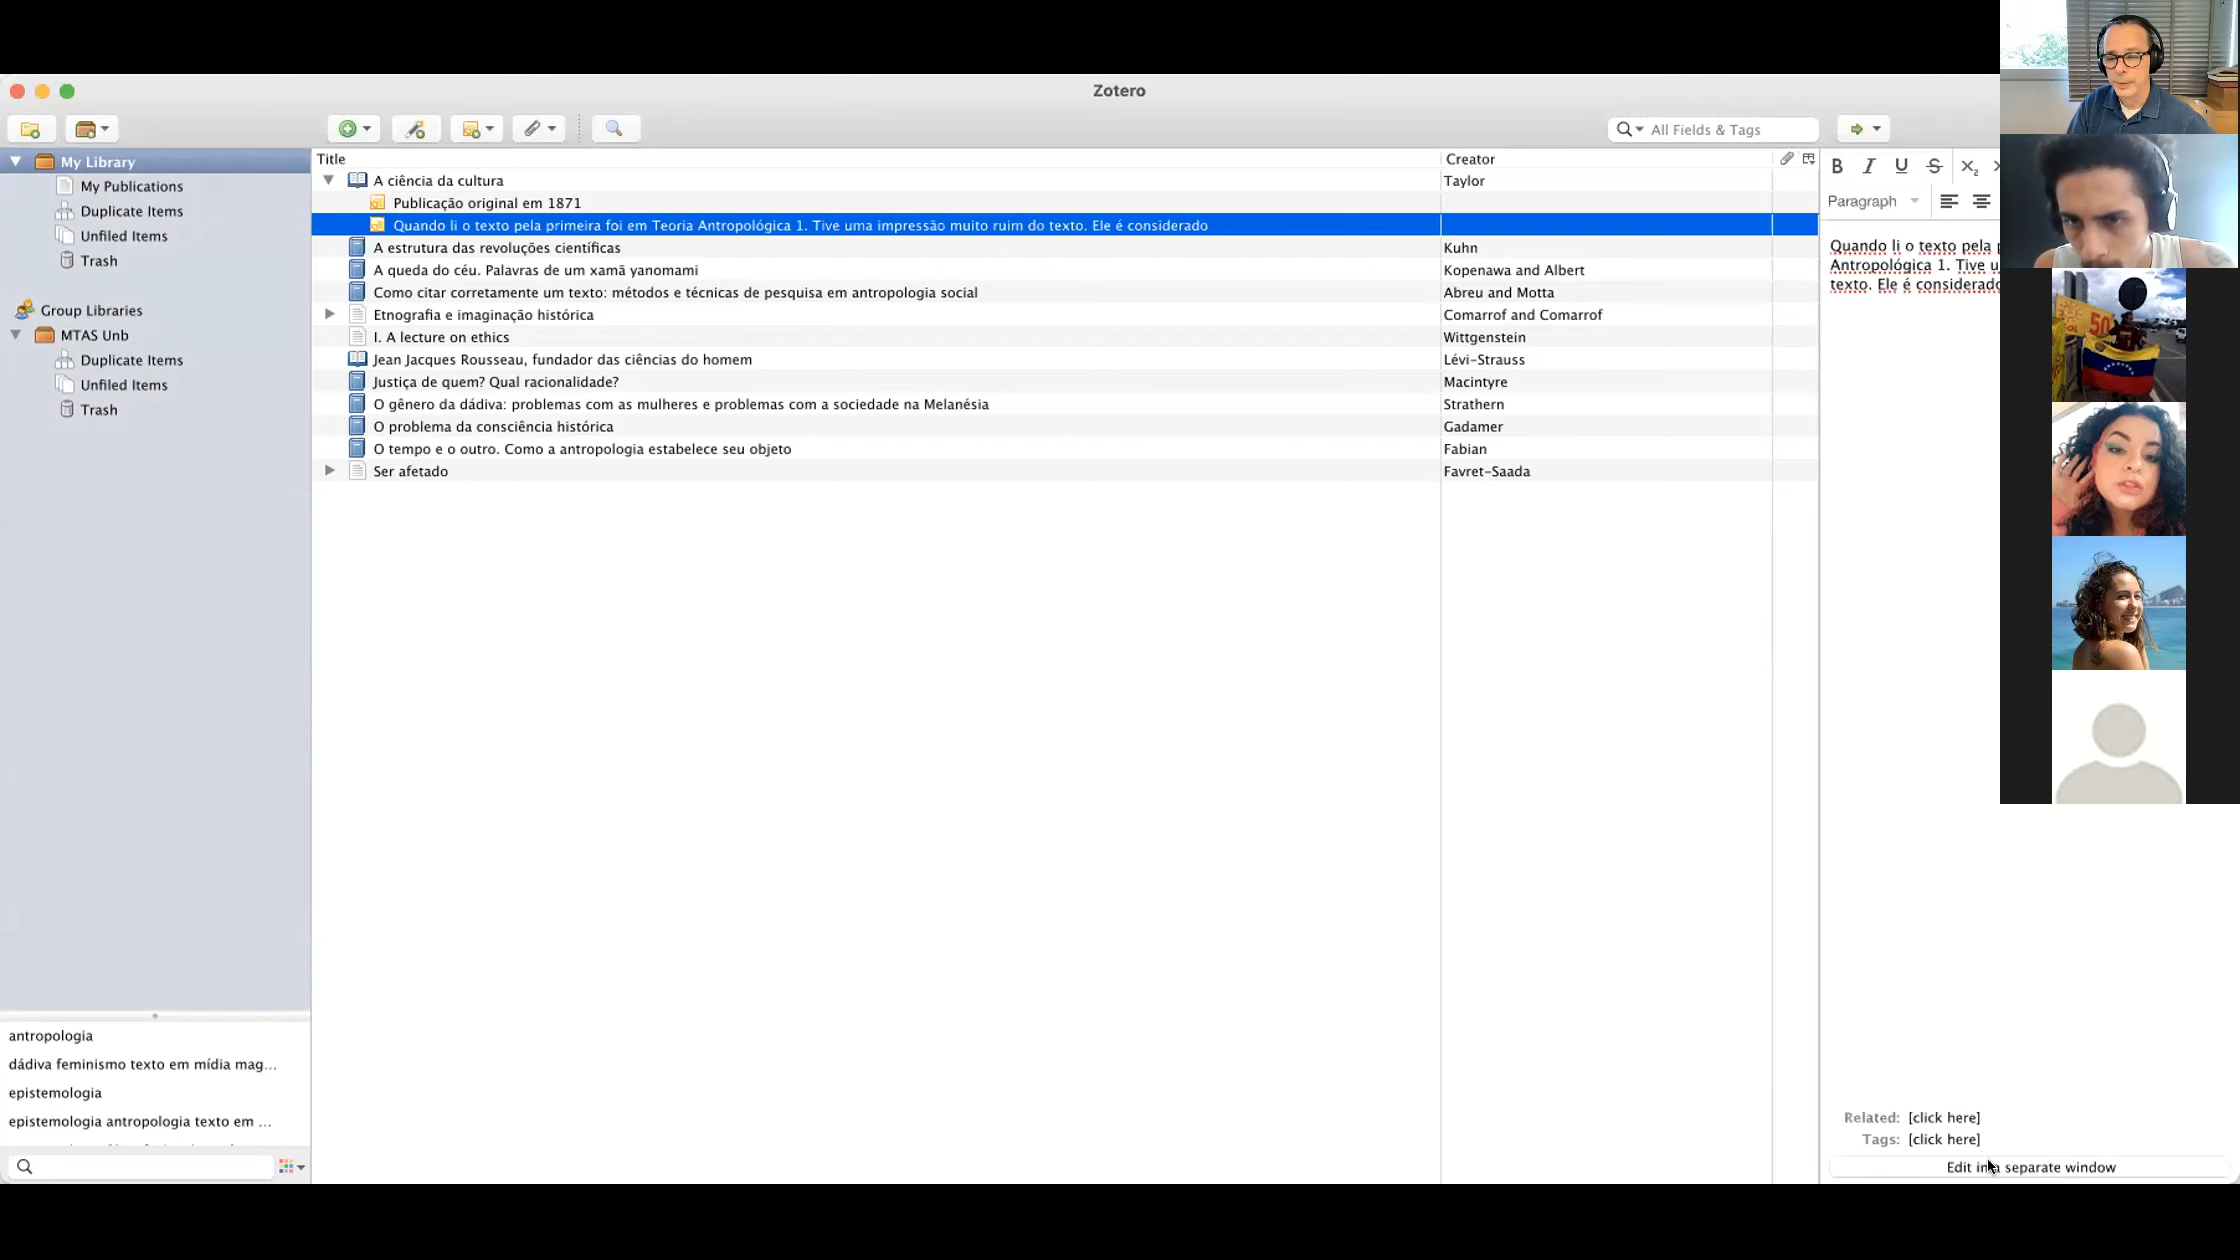 Zotero
All Fields & Tags
My Library
My Publications
Duplicate Items
Unfiled Items
Trash
Group Libraries
MTAS Unb
Duplicate Items
Unfiled Items
Trash
antropologia
dádiva feminismo texto em mídia mag...
epistemologia
epistemologia antropologia texto em ...
Title Creator
A ciência da cultura Taylor
Publicação original em 1871
Quando li o texto pela primeira foi em Teoria Antropológica 1. Tive uma impressão muito ruim do texto. Ele é considerado
A estrutura das revoluções científicas Kuhn
A queda do céu. Palavras de um xamã yanomami Kopenawa and Albert
Como citar corretamente um texto: métodos e técnicas de pesquisa em antropologia social Abreu and Motta
Etnografia e imaginação histórica Comarrof and Comarrof
I. A lecture on ethics Wittgenstein
Jean Jacques Rousseau, fundador das ciências do homem Lévi-Strauss
Justiça de quem? Qual racionalidade? Macintyre
O gênero da dádiva: problemas com as mulheres e problemas com a sociedade na Melanésia Strathern
O problema da consciência histórica Gadamer
O tempo e o outro. Como a antropologia estabelece seu objeto Fabian
Ser afetado Favret-Saada
B I U S X₂
Paragraph
Quando li o texto pela
Antropológica 1. Tive
texto. Ele é considerado
50
Related: [click here]
Tags: [click here]
Edit in a separate window